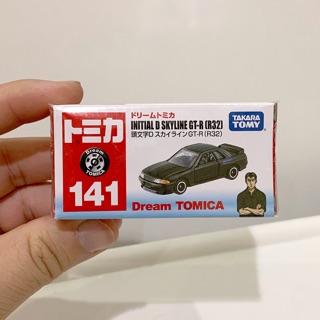 ドリームトミカ
INITIAL D SKYLINE GT-R (R32)
頭文字D スカイラインGT-R (R32)
TAKARA
TOMY
トミカ
Dream
TOMICA
141
Dream TOMICA